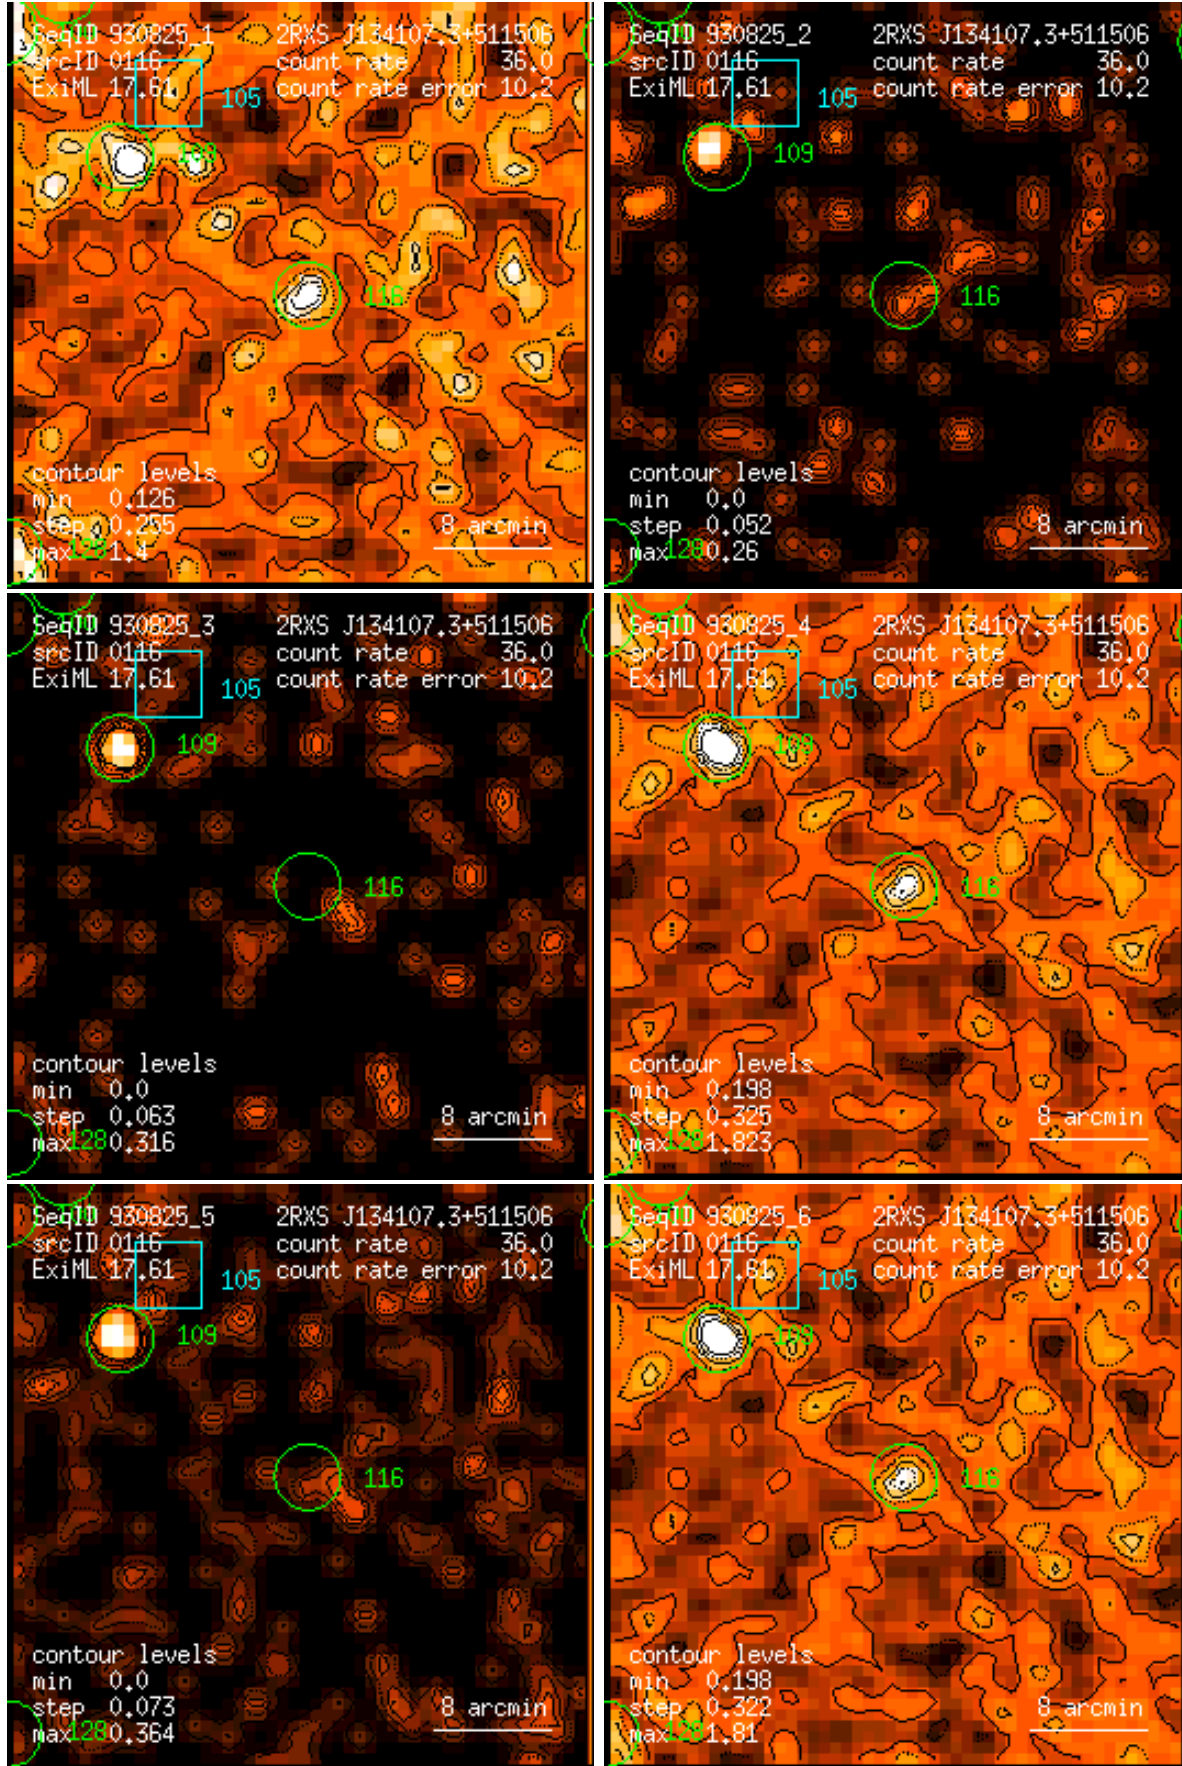 SeqID 930825_1 2RXS J134107.3+511506
srcID 0116 count rate 36.0
ExiML 17.61 count rate error 10.2
105
109
116
contour levels
min 0.126
step 0.255
max 1.4
128
8 arcmin
SeqID 930825_2 2RXS J134107.3+511506
srcID 0116 count rate 36.0
ExiML 17.61 count rate error 10.2
105
109
116
contour levels
min 0.0
step 0.052
max 0.26
128
8 arcmin
SeqID 930825_3 2RXS J134107.3+511506
srcID 0116 count rate 36.0
ExiML 17.61 count rate error 10.2
105
109
116
contour levels
min 0.0
step 0.063
max 0.316
128
8 arcmin
SeqID 930825_4 2RXS J134107.3+511506
srcID 0116 count rate 36.0
ExiML 17.61 count rate error 10.2
105
109
116
contour levels
min 0.198
step 0.325
max 1.823
128
8 arcmin
SeqID 930825_5 2RXS J134107.3+511506
srcID 0116 count rate 36.0
ExiML 17.61 count rate error 10.2
105
109
116
contour levels
min 0.0
step 0.073
max 0.364
128
8 arcmin
SeqID 930825_6 2RXS J134107.3+511506
srcID 0116 count rate 36.0
ExiML 17.61 count rate error 10.2
105
109
116
contour levels
min 0.198
step 0.322
max 1.81
128
8 arcmin